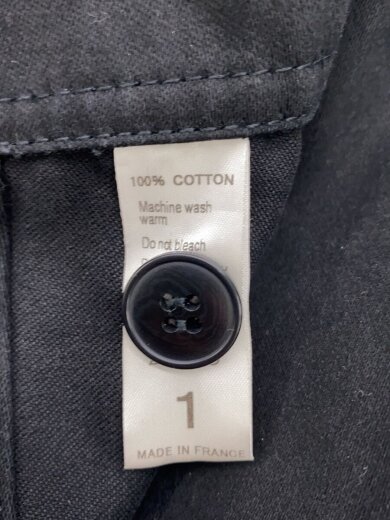 100% COTTON
Machine wash
warm
Do not bleach
1
MADE IN FRANCE